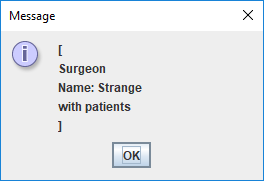 Message
[
Surgeon
Name: Strange
with patients
]
OK